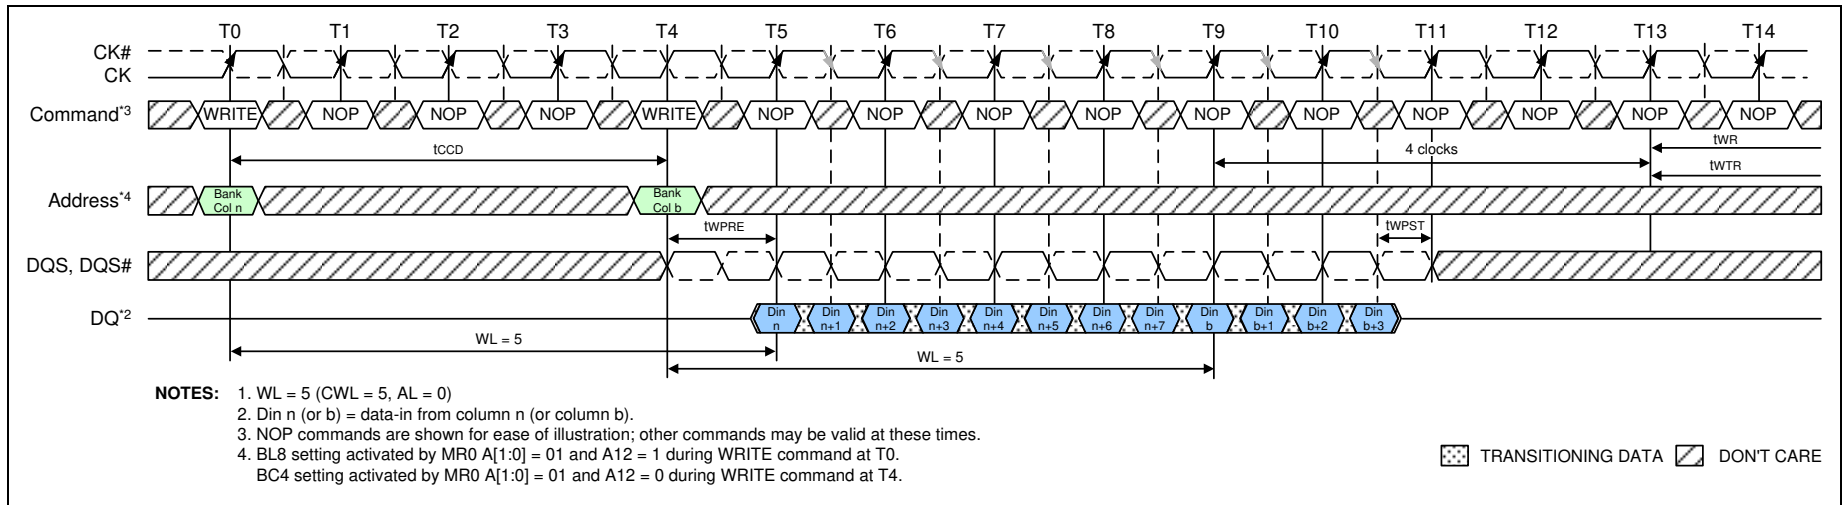 T0 T1 T2 T3 T4 T5 T6 T7 T8 T9 T10 T11 T12 T13 T14
CK#
CK
Command*3 WRITE NOP NOP NOP WRITE NOP NOP NOP NOP NOP NOP NOP NOP NOP NOP
tCCD 4 clocks tWR
tWTR
Address*4 Bank Col n Bank Col b
tWPRE tWPST
DQS, DQS#
DQ*2 Din n Din n+1 Din n+2 Din n+3 Din n+4 Din n+5 Din n+6 Din n+7 Din b Din b+1 Din b+2 Din b+3
WL = 5
WL = 5
NOTES: 1. WL = 5 (CWL = 5, AL = 0)
2. Din n (or b) = data-in from column n (or column b).
3. NOP commands are shown for ease of illustration; other commands may be valid at these times.
4. BL8 setting activated by MR0 A[1:0] = 01 and A12 = 1 during WRITE command at T0.
BC4 setting activated by MR0 A[1:0] = 01 and A12 = 0 during WRITE command at T4.
TRANSITIONING DATA DON'T CARE